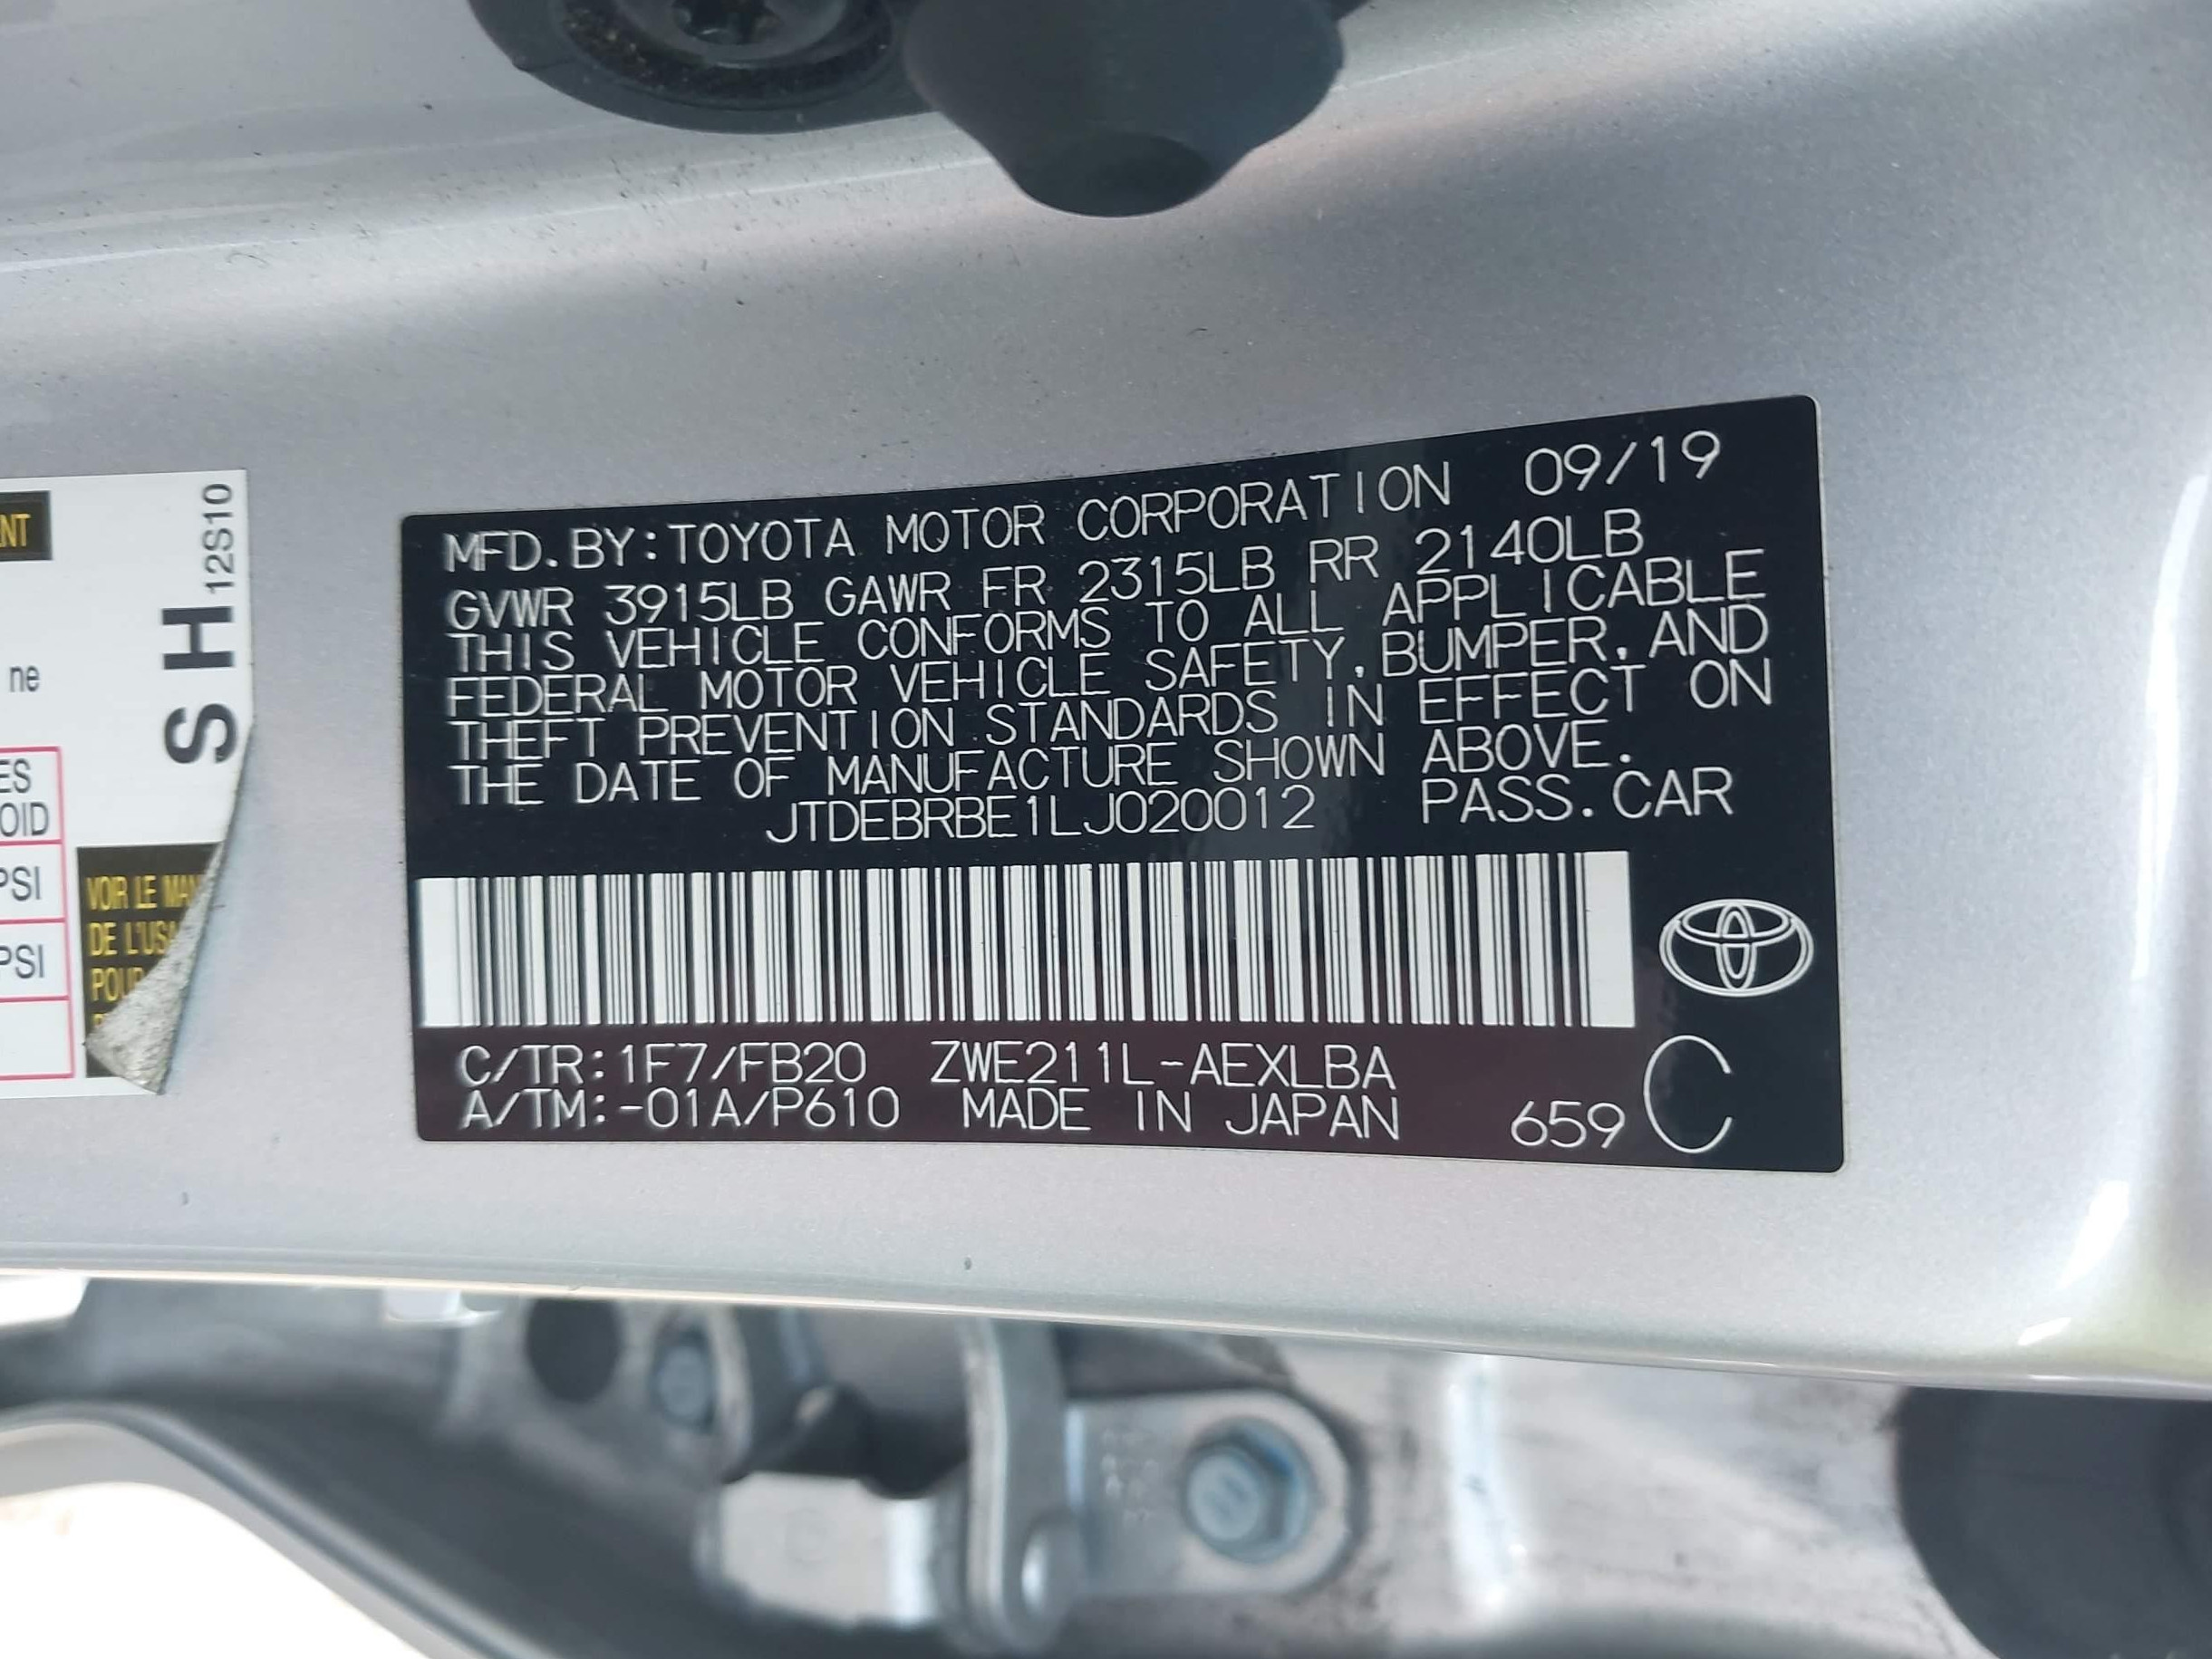 MFD.BY:TOYOTA MOTOR CORPORATION 09/19
GVWR 3915LB GAWR FR 2315LB RR 2140LB
THIS VEHICLE CONFORMS TO ALL APPLICABLE
FEDERAL MOTOR VEHICLE SAFETY,BUMPER,AND
THEFT PREVENTION STANDARDS IN EFFECT ON
THE DATE OF MANUFACTURE SHOWN ABOVE.
JTDEBRBE1LJ020012 PASS.CAR
C/TR:1F7/FB20 ZWE211L-AEXLBA
A/TM:-01A/P610 MADE IN JAPAN 659 C
SH 12S10
ne
PSI
PSI
VOIR LE
DE